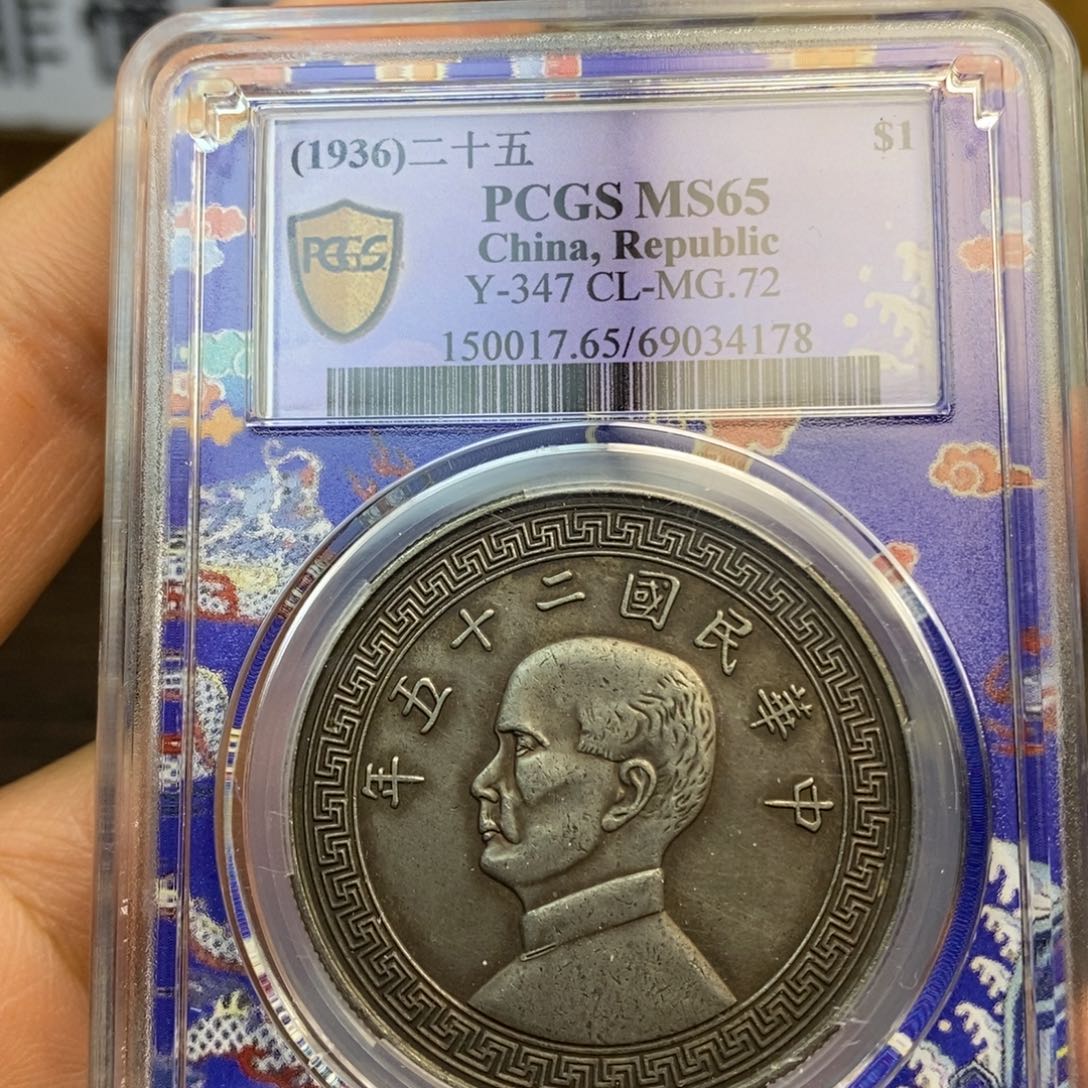 (1936)二十五 $1
PCGS MS65
PCGS
China, Republic
Y-347 CL-MG.72
150017.65/69034178
中華民國二十五年